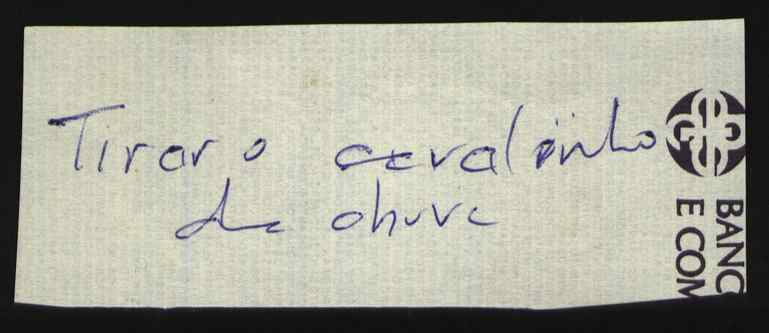 Tirar o cavalinho
da chuva
BANC
E COM